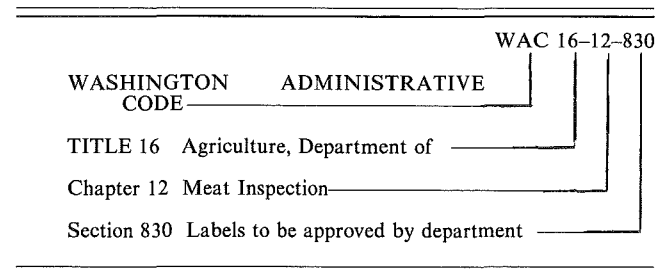 WAC 16–12–830
WASHINGTON ADMINISTRATIVE
CODE
TITLE 16 Agriculture, Department of
Chapter 12 Meat Inspection
Section 830 Labels to be approved by department